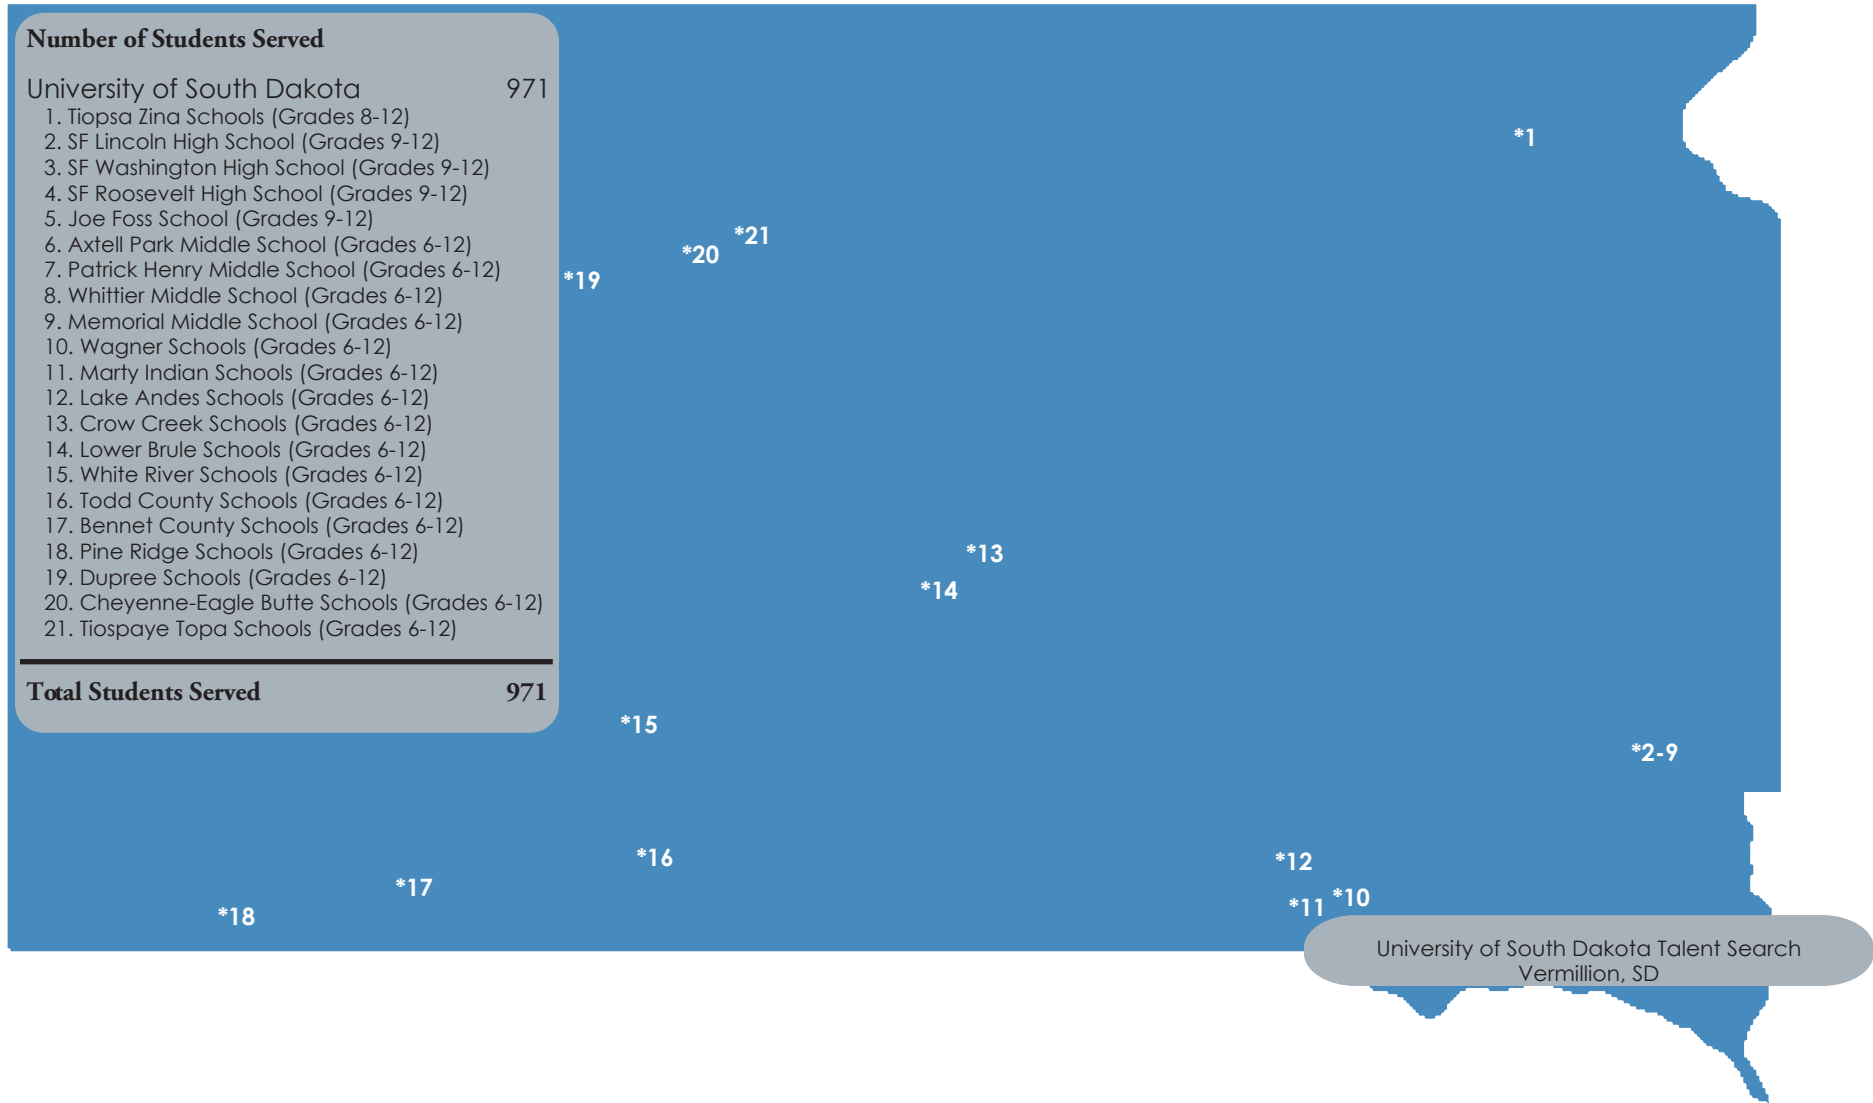 Number of Students Served
University of South Dakota 971
1. Tiopsa Zina Schools (Grades 8-12)
2. SF Lincoln High School (Grades 9-12)
3. SF Washington High School (Grades 9-12)
4. SF Roosevelt High School (Grades 9-12)
5. Joe Foss School (Grades 9-12)
6. Axtell Park Middle School (Grades 6-12)
7. Patrick Henry Middle School (Grades 6-12)
8. Whittier Middle School (Grades 6-12)
9. Memorial Middle School (Grades 6-12)
10. Wagner Schools (Grades 6-12)
11. Marty Indian Schools (Grades 6-12)
12. Lake Andes Schools (Grades 6-12)
13. Crow Creek Schools (Grades 6-12)
14. Lower Brule Schools (Grades 6-12)
15. White River Schools (Grades 6-12)
16. Todd County Schools (Grades 6-12)
17. Bennet County Schools (Grades 6-12)
18. Pine Ridge Schools (Grades 6-12)
19. Dupree Schools (Grades 6-12)
20. Cheyenne-Eagle Butte Schools (Grades 6-12)
21. Tiospaye Topa Schools (Grades 6-12)
Total Students Served 971
*1
*21
*20
*19
*13
*14
*15
*2-9
*16
*12
*17
*10
*11
*18
University of South Dakota Talent Search
Vermillion, SD